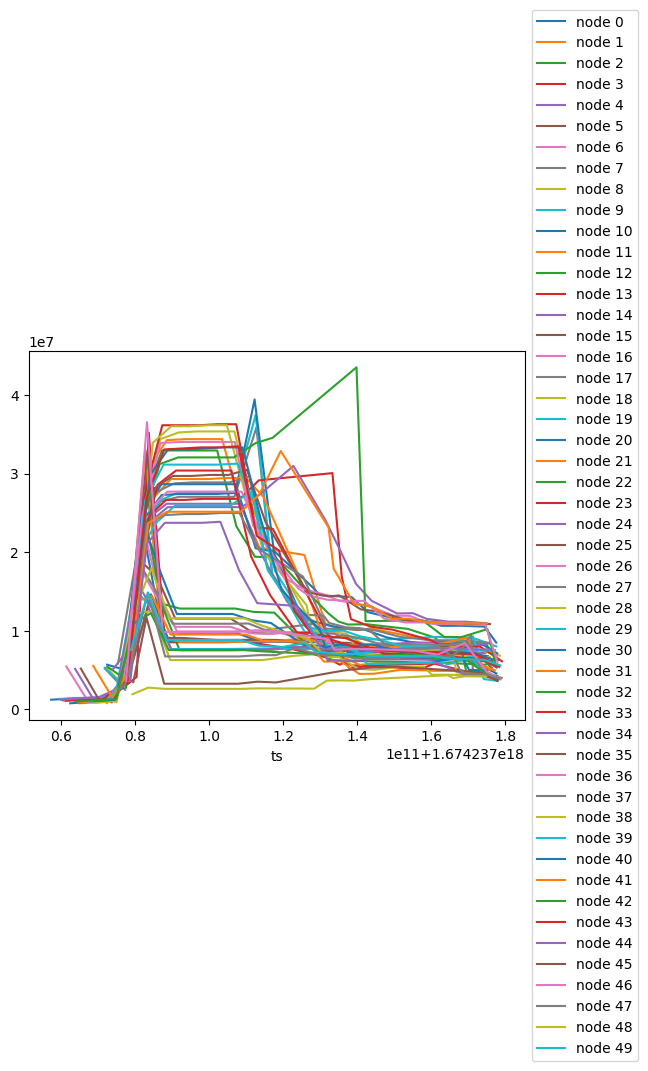 1e7
4
3
2
1
0
0.6
0.8
1.0
1.2
1.4
1.6
1.8
1e11+1.674237e18
ts
node 0
node 1
node 2
node 3
node 4
node 5
node 6
node 7
node 8
node 9
node 10
node 11
node 12
node 13
node 14
node 15
node 16
node 17
node 18
node 19
node 20
node 21
node 22
node 23
node 24
node 25
node 26
node 27
node 28
node 29
node 30
node 31
node 32
node 33
node 34
node 35
node 36
node 37
node 38
node 39
node 40
node 41
node 42
node 43
node 44
node 45
node 46
node 47
node 48
node 49